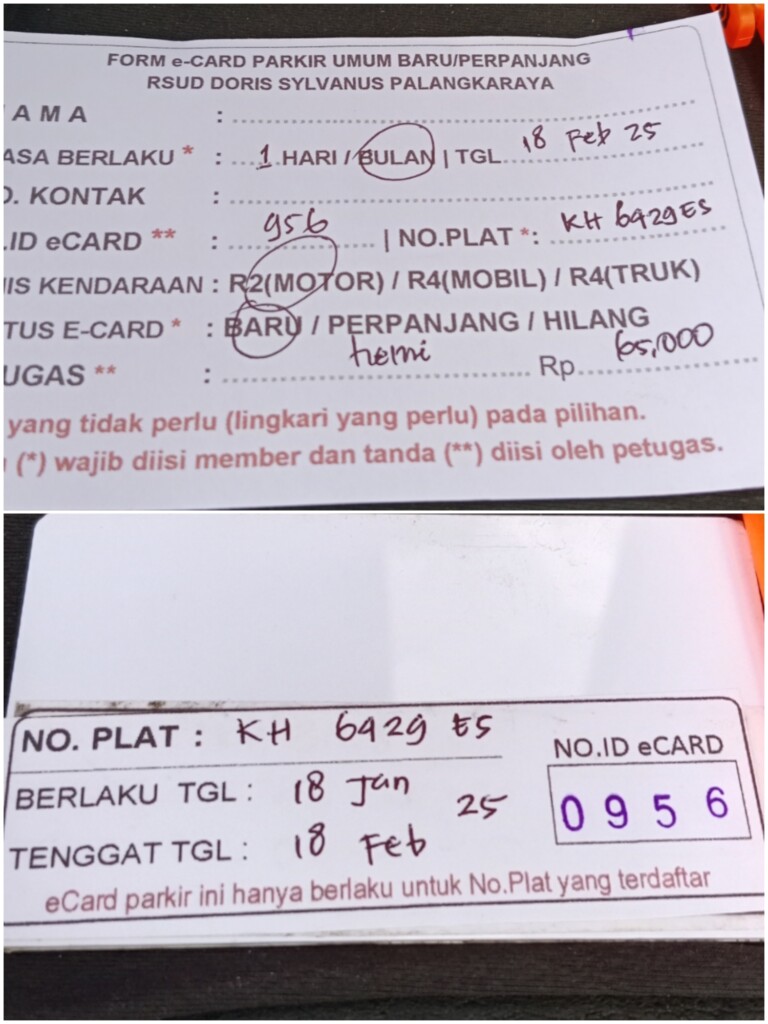 FORM e-CARD PARKIR UMUM BARU/PERPANJANG
RSUD DORIS SYLVANUS PALANGKARAYA
AMA :
ASA BERLAKU * : 1 HARI / BULAN | TGL 18 Feb 25
O. KONTAK :
.ID eCARD ** : 956 | NO.PLAT *: KH 6929 ES
IS KENDARAAN : R2(MOTOR) / R4(MOBIL) / R4(TRUK)
TUS E-CARD * : BARU / PERPANJANG / HILANG
UGAS ** : helmi Rp 65,000
yang tidak perlu (lingkari yang perlu) pada pilihan.
(*) wajib diisi member dan tanda (**) diisi oleh petugas.
NO. PLAT : KH 6929 ES
NO.ID eCARD
BERLAKU TGL : 18 Jan 25
0956
TENGGAT TGL : 18 Feb
eCard parkir ini hanya berlaku untuk No.Plat yang terdaftar